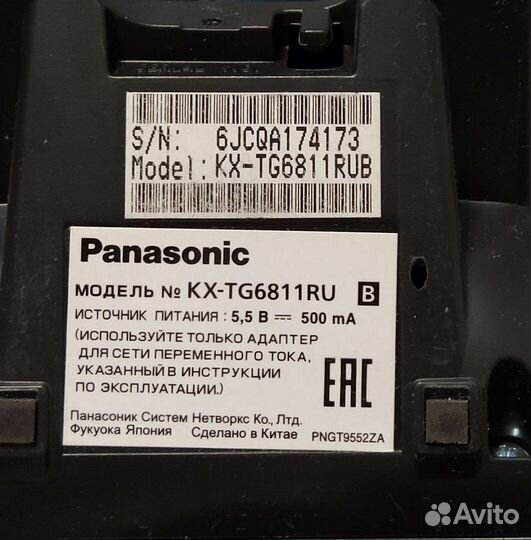 S/N: 6JCQA174173
Model: KX-TG6811RUB
Panasonic
МОДЕЛЬ № KX-TG6811RU B
ИСТОЧНИК ПИТАНИЯ : 5,5 В ⎓ 500 mA
(ИСПОЛЬЗУЙТЕ ТОЛЬКО АДАПТЕР
ДЛЯ СЕТИ ПЕРЕМЕННОГО ТОКА,
УКАЗАННЫЙ В ИНСТРУКЦИИ
ПО ЭКСПЛУАТАЦИИ.)
EAC
Панасоник Систем Нетворкс Ко., Лтд.
Фукуока Япония Сделано в Китае PNGT9552ZA
Avito